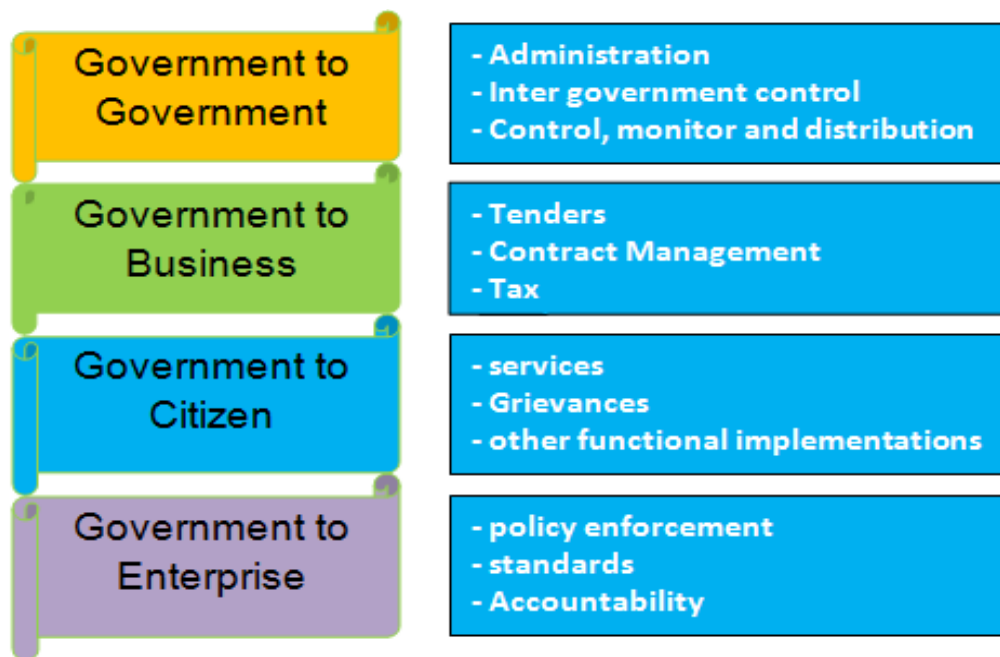 Government to
Government
- Administration
- Inter government control
- Control, monitor and distribution
Government to
Business
- Tenders
- Contract Management
- Tax
Government to
Citizen
- services
- Grievances
- other functional implementations
Government to
Enterprise
- policy enforcement
- standards
- Accountability